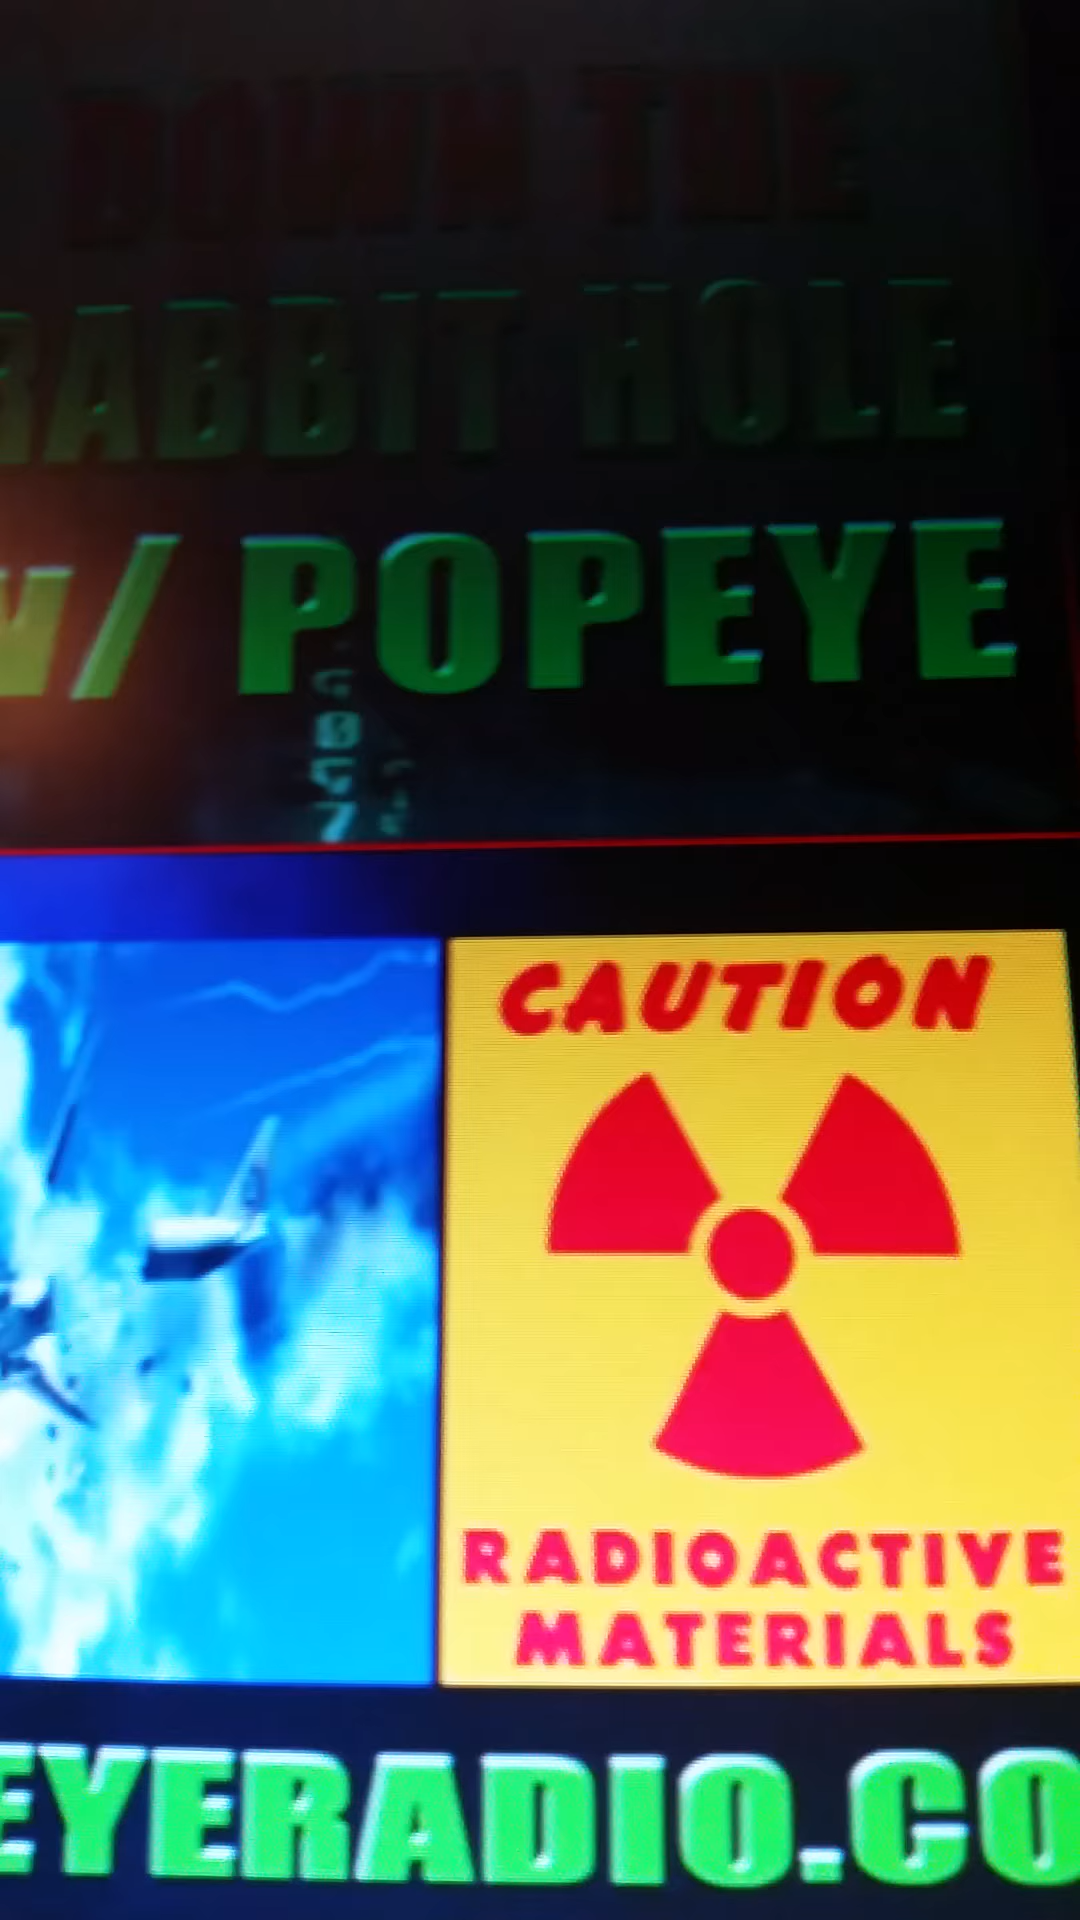 DOWN THE
RABBIT HOLE
w/ POPEYE
CAUTION
RADIOACTIVE
MATERIALS
EYERADIO.CO